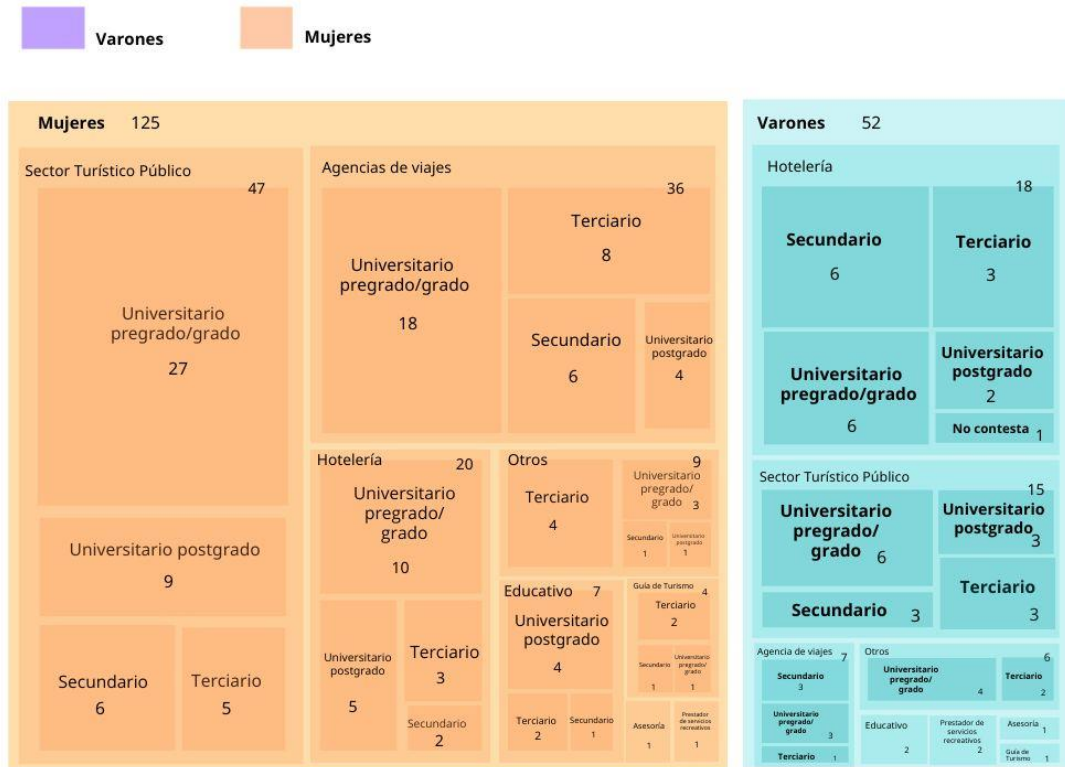 Varones
Mujeres
Mujeres 125
Sector Turístico Público
47
Universitario
pregrado/grado
27
Universitario postgrado
9
Secundario
6
Terciario
5
Agencias de viajes
36
Universitario
pregrado/grado
18
Terciario
8
Secundario
6
Universitario
postgrado
4
Hotelería
20
Universitario
pregrado/
grado
10
Universitario
postgrado
5
Terciario
3
Secundario
2
Otros
9
Terciario
4
Universitario
pregrado/
grado 3
Secundario
1
Universitario
postgrado
1
Educativo 7
Universitario
postgrado
4
Terciario
2
Secundario
1
Guía de Turismo 4
Terciario
2
Secundario
1
Universitario
pregrado/
grado
1
Asesoría
1
Prestador
de servicios
recreativos
1
Varones 52
Hotelería
18
Secundario
6
Terciario
3
Universitario
pregrado/grado
6
Universitario
postgrado
2
No contesta 1
Sector Turístico Público
15
Universitario
pregrado/
grado 6
Universitario
postgrado
3
Secundario 3
Terciario
3
Agencia de viajes 7
Secundario
3
Universitario
pregrado/
grado
3
Terciario 1
Otros
6
Universitario
pregrado/
grado 4
Terciario
2
Educativo
2
Prestador de
servicios
recreativos
2
Asesoría
1
Guía de
Turismo 1